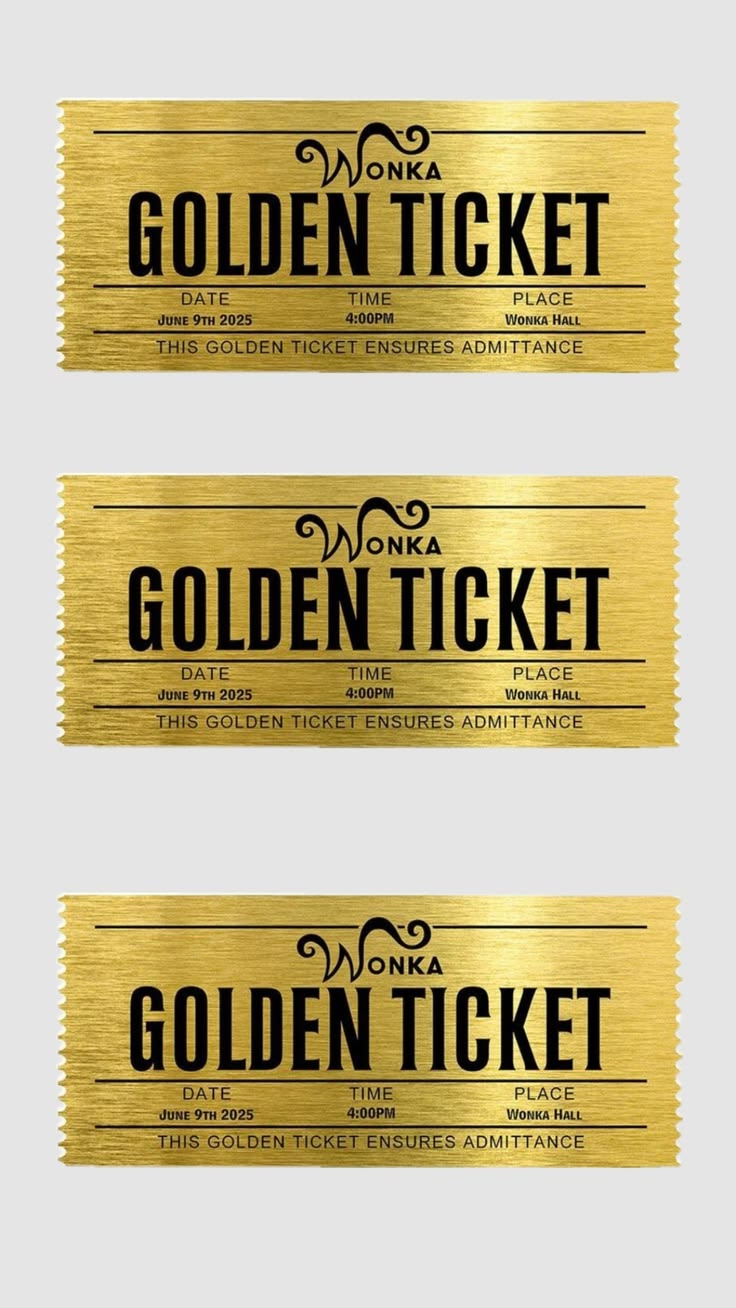 WONKA
GOLDEN TICKET
DATE TIME PLACE
JUNE 9TH 2025 4:00PM WONKA HALL
THIS GOLDEN TICKET ENSURES ADMITTANCE
WONKA
GOLDEN TICKET
DATE TIME PLACE
JUNE 9TH 2025 4:00PM WONKA HALL
THIS GOLDEN TICKET ENSURES ADMITTANCE
WONKA
GOLDEN TICKET
DATE TIME PLACE
JUNE 9TH 2025 4:00PM WONKA HALL
THIS GOLDEN TICKET ENSURES ADMITTANCE